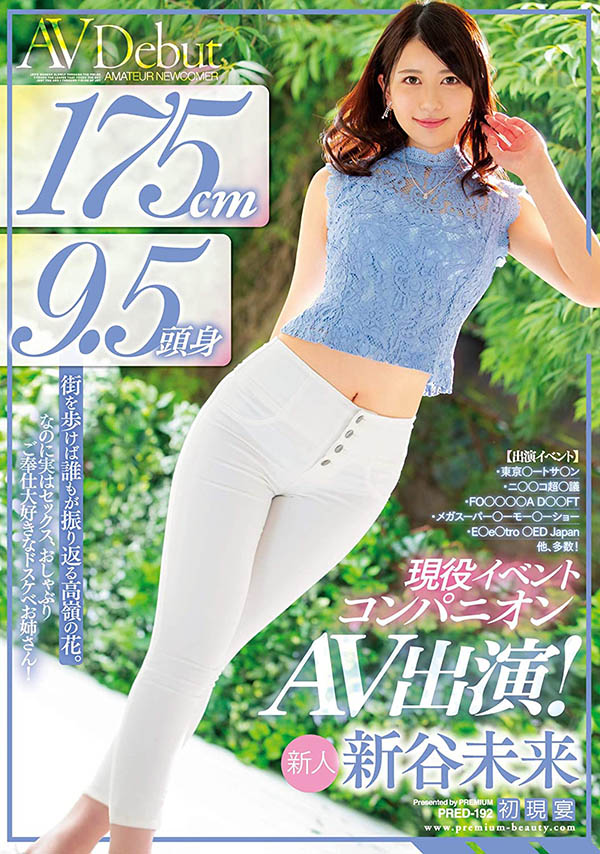 AV Debut
AMATEUR NEWCOMER
175cm
9.5頭身
街を歩けば誰もが振り返る高嶺の花。
なのに実はセックス、おしゃぶり
ご奉仕大好きなドスケベお姉さん！
【出演イベント】
・東京〇ートサ〇ン
・ニ〇〇コ超〇議
・FO〇〇〇〇A D〇〇FT
・メガスーパー〇ーモー〇ーショー
・E〇e〇tro 〇ED Japan
他、多数！
現役イベント
コンパニオン
AV出演！
新人 新谷未来
Presented by PREMIUM
PRED-192 初現宴
www.premium-beauty.com